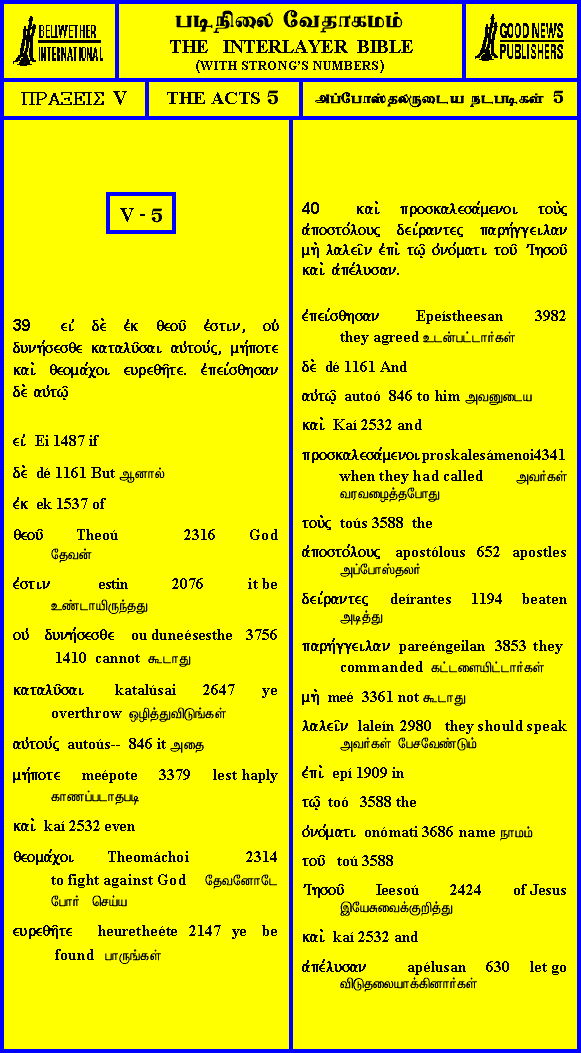 BELLWETHER
INTERNATIONAL
படிநிலை வேதாகமம்
THE INTERLAYER BIBLE
(WITH STRONG'S NUMBERS)
GOOD NEWS
PUBLISHERS
ΠΡΑΞΕΙΣ V
THE ACTS 5
அப்போஸ்தலருடைய நடபடிகள் 5
V - 5
39 εἰ δὲ ἐκ θεοῦ ἐστιν, οὐ
δυνήσεσθε καταλῦσαι αὐτούς, μήποτε
καὶ θεομάχοι ευρεθῆτε. ἐπείσθησαν
δὲ αὐτῷ
εἰ Ei 1487 if
δὲ dé 1161 But ஆனால்
ἐκ ek 1537 of
θεοῦ Theoú 2316 God
தேவன்
ἐστιν estin 2076 it be
உண்டாயிருந்தது
οὐ δυνήσεσθε ou duneésesthe 3756
1410 cannot கூடாது
καταλῦσαι katalúsai 2647 ye
overthrow ஒழித்துவிடுங்கள்
αὐτούς autoús-- 846 it அதை
μήποτε meépote 3379 lest haply
காணப்படாதபடி
καὶ kaí 2532 even
θεομάχοι Theomáchoi 2314
to fight against God தேவனோடே
போர் செய்ய
ευρεθῆτε heuretheéte 2147 ye be
found பாருங்கள்
40 καὶ προσκαλεσάμενοι τοὺς
ἀποστόλους δείραντες παρήγγειλαν
μὴ λαλεῖν ἐπὶ τῷ ὀνόματι τοῦ Ἰησοῦ
καὶ ἀπέλυσαν.
ἐπείσθησαν Epeístheesan 3982
they agreed உடன்பட்டார்கள்
δὲ dé 1161 And
αὐτῷ autoó 846 to him அவனுடைய
καὶ Kaí 2532 and
προσκαλεσάμενοι proskalesámenoi4341
when they had called அவர்கள்
வரவழைத்தபோது
τοὺς toús 3588 the
ἀποστόλους apostólous 652 apostles
அப்போஸ்தலர்
δείραντες deírantes 1194 beaten
அடித்து
παρήγγειλαν pareéngeilan 3853 they
commanded கட்டளையிட்டார்கள்
μὴ meé 3361 not கூடாது
λαλεῖν laleín 2980 they should speak
அவர்கள் பேசவேண்டும்
ἐπὶ epí 1909 in
τῷ toó 3588 the
ὀνόματι onómati 3686 name நாமம்
τοῦ toú 3588
Ἰησοῦ Ieesoú 2424 of Jesus
இயேசுவைக்குறித்து
καὶ kaí 2532 and
ἀπέλυσαν apélusan 630 let go
விடுதலையாக்கினார்கள்